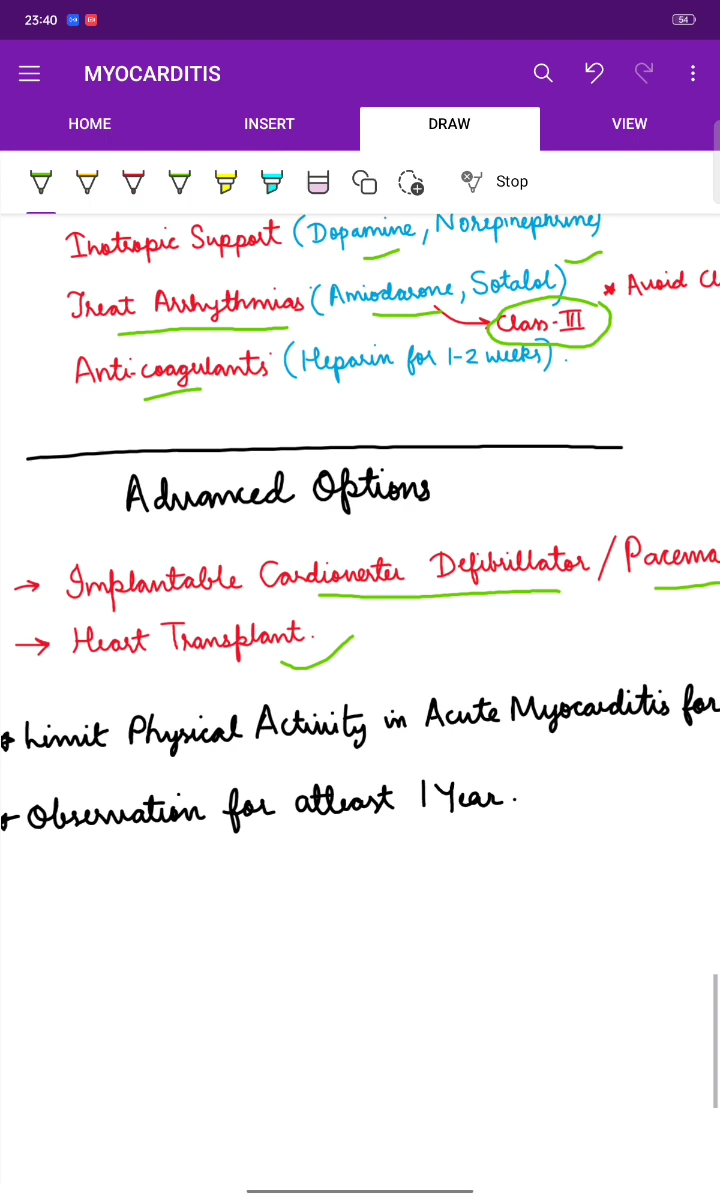 23:40
54
MYOCARDITIS
HOME INSERT DRAW VIEW
Stop
Inotropic Support (Dopamine, Norepinephrine)
Treat Arrhythmias (Amiodarone, Sotalol) * Avoid
Class-III
Anti-coagulants (Heparin for 1-2 weeks).
Advanced Options
→ Implantable Cardioverter Defibrillator / Pacema
→ Heart Transplant.
* Limit Physical Activity in Acute Myocarditis for
* Observation for atleast 1 Year.